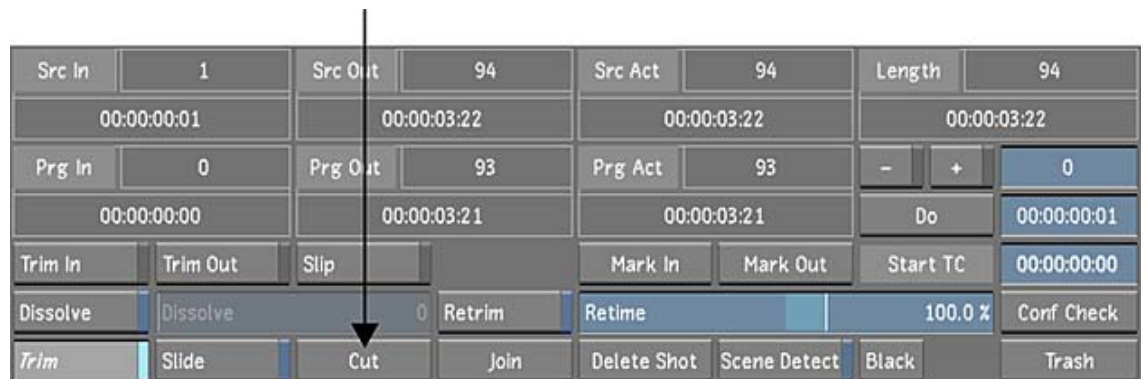 Src In 1 Src Out 94 Src Act 94 Length 94
00:00:00:01 00:00:03:22 00:00:03:22 00:00:03:22
Prg In 0 Prg Out 93 Prg Act 93 - + 0
00:00:00:00 00:00:03:21 00:00:03:21 Do 00:00:00:01
Trim In Trim Out Slip Mark In Mark Out Start TC 00:00:00:00
Dissolve Dissolve 0 Retrim Retime 100.0 % Conf Check
Trim Slide Cut Join Delete Shot Scene Detect Black Trash